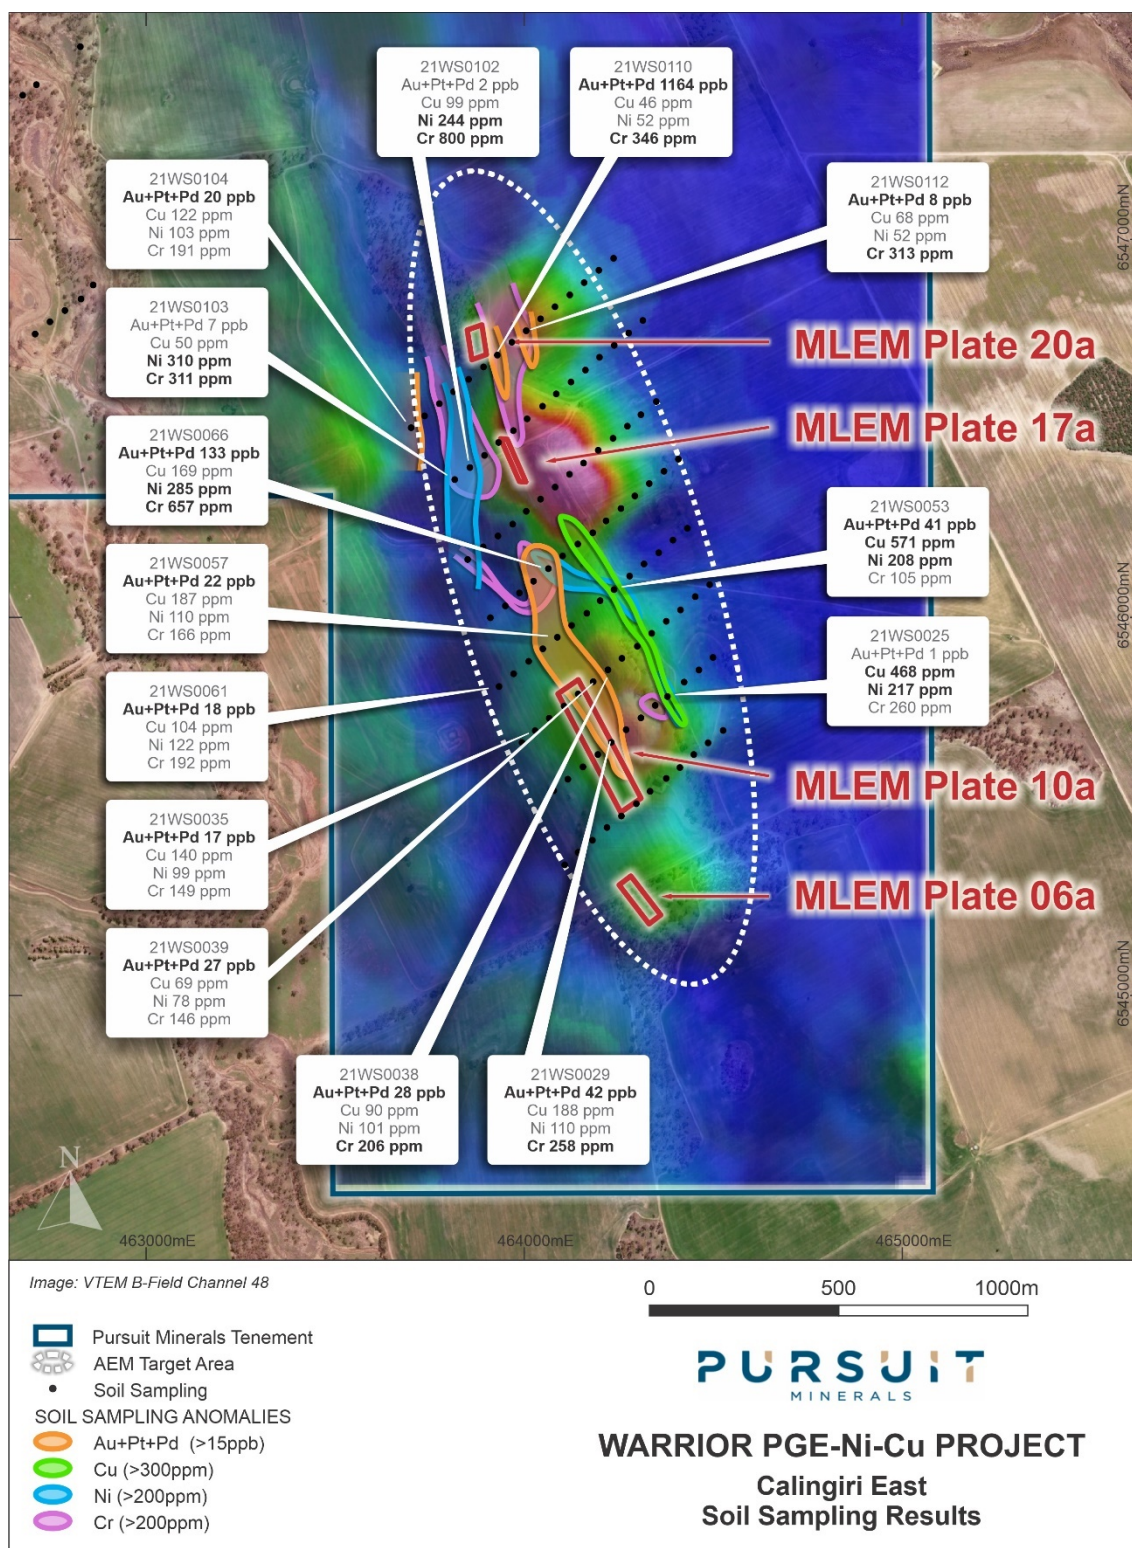 21WS0102
Au+Pt+Pd 2 ppb
Cu 99 ppm
Ni 244 ppm
Cr 800 ppm
21WS0110
Au+Pt+Pd 1164 ppb
Cu 46 ppm
Ni 52 ppm
Cr 346 ppm
21WS0104
Au+Pt+Pd 20 ppb
Cu 122 ppm
Ni 103 ppm
Cr 191 ppm
21WS0112
Au+Pt+Pd 8 ppb
Cu 68 ppm
Ni 52 ppm
Cr 313 ppm
6547000mN
21WS0103
Au+Pt+Pd 7 ppb
Cu 50 ppm
Ni 310 ppm
Cr 311 ppm
MLEM Plate 20a
MLEM Plate 17a
21WS0066
Au+Pt+Pd 133 ppb
Cu 169 ppm
Ni 285 ppm
Cr 657 ppm
21WS0053
Au+Pt+Pd 41 ppb
Cu 571 ppm
Ni 208 ppm
Cr 105 ppm
21WS0057
Au+Pt+Pd 22 ppb
Cu 187 ppm
Ni 110 ppm
Cr 166 ppm
6546000mN
21WS0025
Au+Pt+Pd 1 ppb
Cu 468 ppm
Ni 217 ppm
Cr 260 ppm
21WS0061
Au+Pt+Pd 18 ppb
Cu 104 ppm
Ni 122 ppm
Cr 192 ppm
MLEM Plate 10a
21WS0035
Au+Pt+Pd 17 ppb
Cu 140 ppm
Ni 99 ppm
Cr 149 ppm
MLEM Plate 06a
21WS0039
Au+Pt+Pd 27 ppb
Cu 69 ppm
Ni 78 ppm
Cr 146 ppm
6545000mN
21WS0038
Au+Pt+Pd 28 ppb
Cu 90 ppm
Ni 101 ppm
Cr 206 ppm
21WS0029
Au+Pt+Pd 42 ppb
Cu 188 ppm
Ni 110 ppm
Cr 258 ppm
N
463000mE
464000mE
465000mE
Image: VTEM B-Field Channel 48
Pursuit Minerals Tenement
AEM Target Area
Soil Sampling
SOIL SAMPLING ANOMALIES
Au+Pt+Pd (>15ppb)
Cu (>300ppm)
Ni (>200ppm)
Cr (>200ppm)
0 500 1000m
PURSUIT
MINERALS
WARRIOR PGE-Ni-Cu PROJECT
Calingiri East
Soil Sampling Results